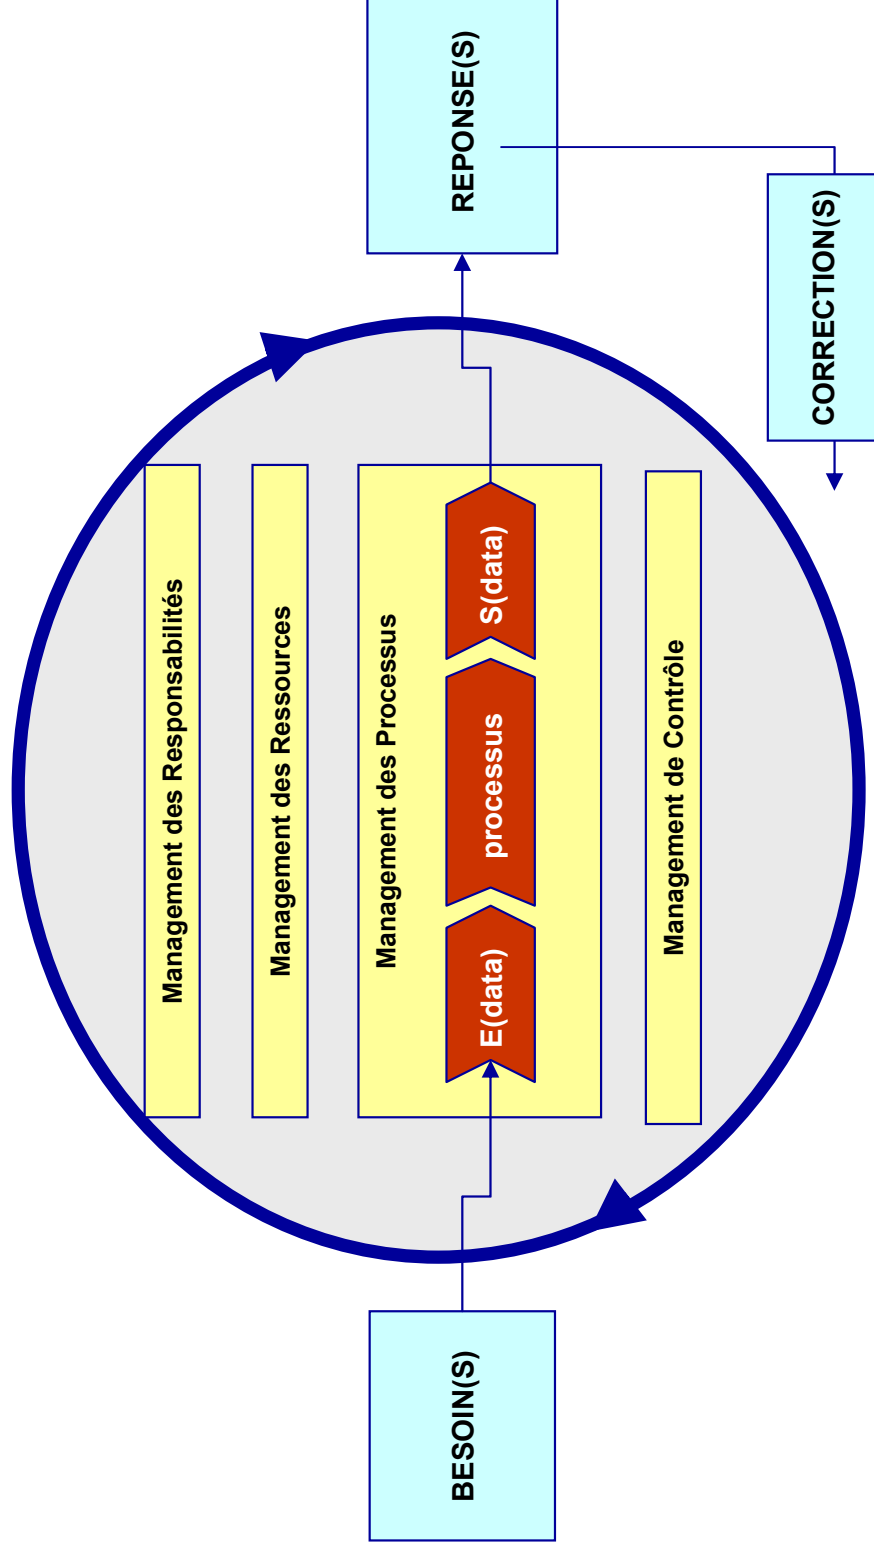 Management des Responsabilités
Management des Ressources
Management des Processus
BESOIN(S)
E(data)
processus
S(data)
REPONSE(S)
Management de Contrôle
CORRECTION(S)